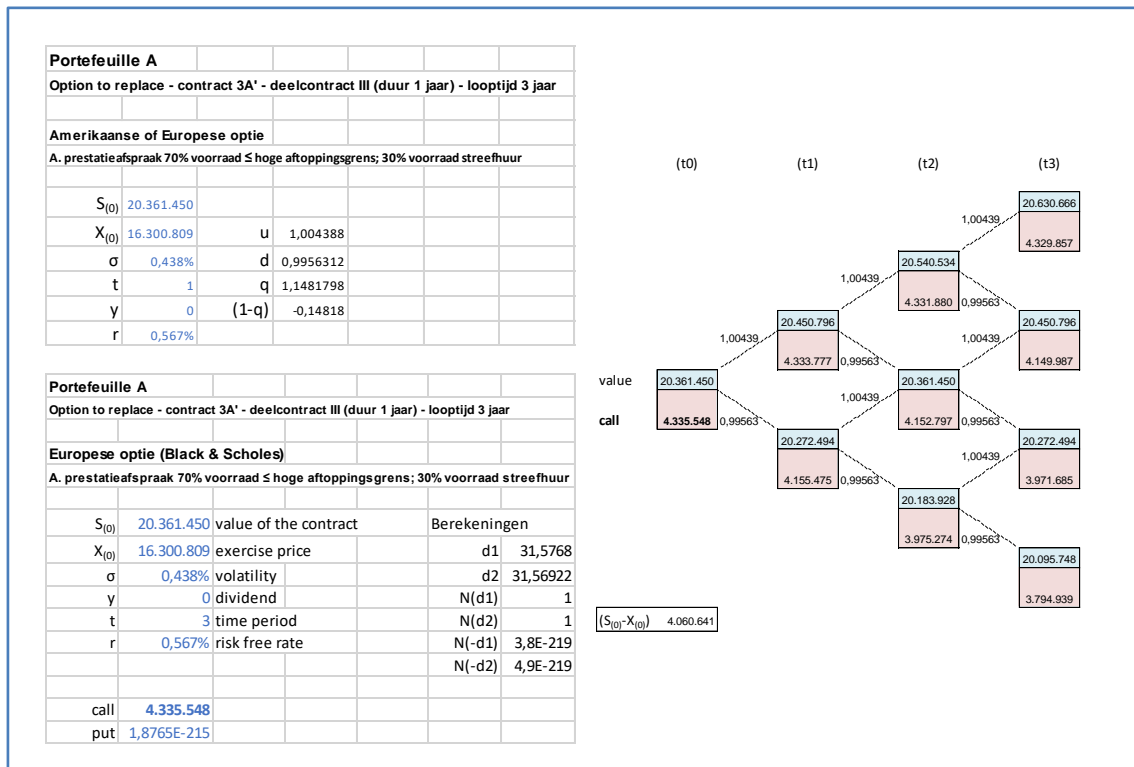 Portefeuille A
Option to replace - contract 3A' - deelcontract III (duur 1 jaar) - looptijd 3 jaar
Amerikaanse of Europese optie
A. prestatieafspraak 70% voorraad ≤ hoge aftoppingsgrens; 30% voorraad streefhuur
S(0) 20.361.450
X(0) 16.300.809 u 1,004388
σ 0,438% d 0,9956312
t 1 q 1,1481798
y 0 (1-q) -0,14818
r 0,567%
Portefeuille A
Option to replace - contract 3A' - deelcontract III (duur 1 jaar) - looptijd 3 jaar
Europese optie (Black & Scholes)
A. prestatieafspraak 70% voorraad ≤ hoge aftoppingsgrens; 30% voorraad streefhuur
S(0) 20.361.450 value of the contract Berekeningen
X(0) 16.300.809 exercise price d1 31,5768
σ 0,438% volatility d2 31,56922
y 0 dividend N(d1) 1
t 3 time period N(d2) 1
r 0,567% risk free rate N(-d1) 3,8E-219
N(-d2) 4,9E-219
call 4.335.548
put 1,8765E-215
(t0) (t1) (t2) (t3)
20.630.666
1,00439
4.329.857
20.540.534
1,00439
4.331.880 0,99563
20.450.796 20.450.796
1,00439 1,00439
4.333.777 0,99563 4.149.987
value 20.361.450 20.361.450
1,00439
call 4.335.548 0,99563 4.152.797 0,99563
20.272.494 20.272.494
1,00439
4.155.475 0,99563 3.971.685
20.183.928
3.975.274 0,99563
20.095.748
3.794.939
(S(0)-X(0)) 4.060.641